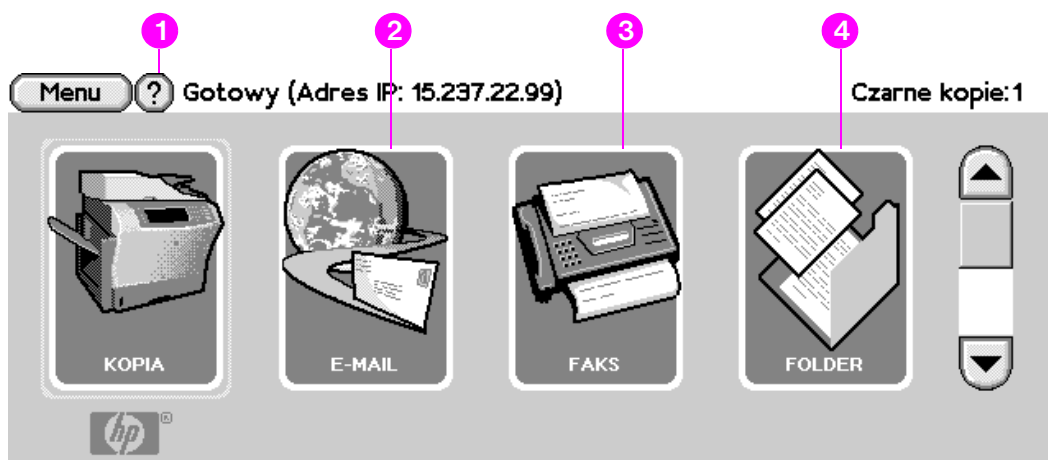 1 2 3 4
Menu ? Gotowy (Adres IP: 15.237.22.99) Czarne kopie:1
KOPIA E-MAIL FAKS FOLDER
hp ®